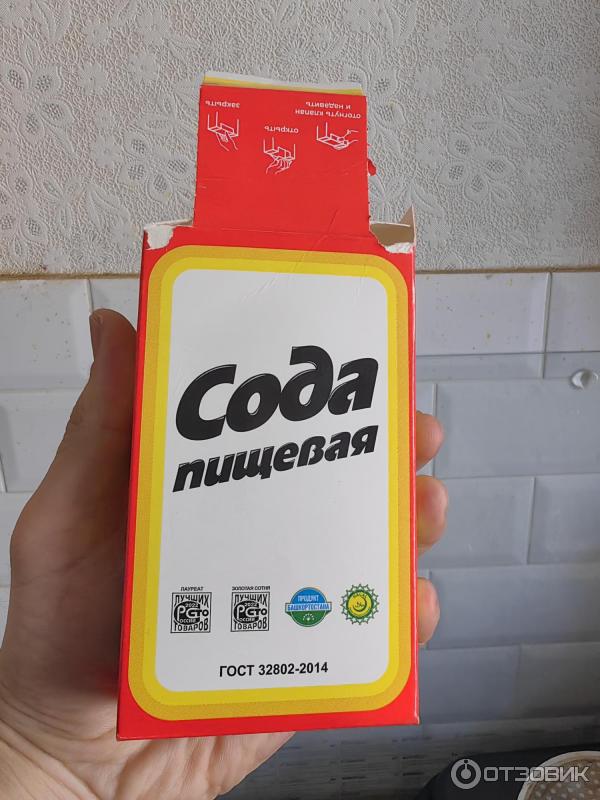 закрыть
открыть
отогнуть клапан
и надавить
Сода
пищевая
ЛАУРЕАТ
ЛУЧШИХ
ТОВАРОВ
ЗОЛОТАЯ СОТНЯ
ЛУЧШИХ
ТОВАРОВ
ПРОДУКТ
БАШКОРТОСТАНА
ГОСТ 32802-2014
ОТЗОВИК